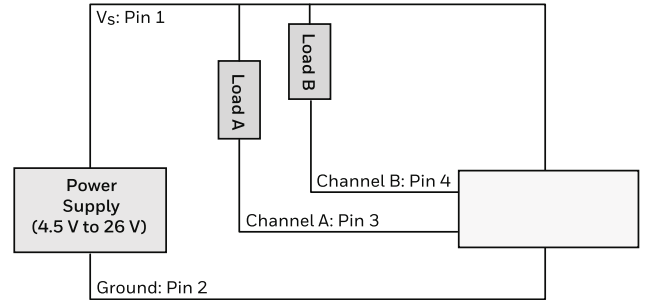 Vs: Pin 1
Load A
Load B
Power
Supply
(4.5 V to 26 V)
Channel B: Pin 4
Channel A: Pin 3
Ground: Pin 2